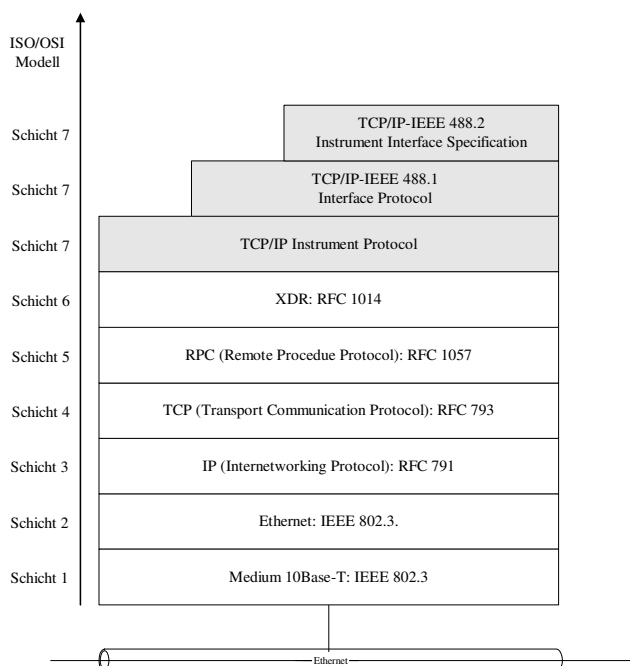 ISO/OSI
Modell
Schicht 7
TCP/IP-IEEE 488.2
Instrument Interface Specification
Schicht 7
TCP/IP-IEEE 488.1
Interface Protocol
Schicht 7
TCP/IP Instrument Protocol
Schicht 6
XDR: RFC 1014
Schicht 5
RPC (Remote Procedue Protocol): RFC 1057
Schicht 4
TCP (Transport Communication Protocol): RFC 793
Schicht 3
IP (Internetworking Protocol): RFC 791
Schicht 2
Ethernet: IEEE 802.3.
Schicht 1
Medium 10Base-T: IEEE 802.3
Ethernet